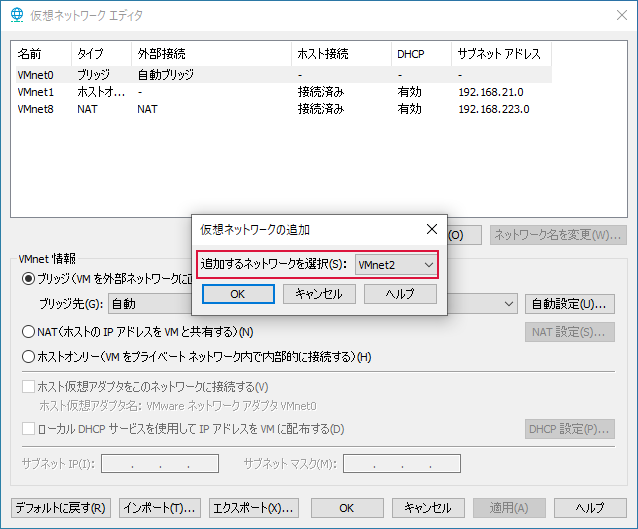 仮想ネットワーク エディタ
名前 タイプ 外部接続 ホスト接続 DHCP サブネット アドレス
VMnet0 ブリッジ 自動ブリッジ - - -
VMnet1 ホストオ... - 接続済み 有効 192.168.21.0
VMnet8 NAT NAT 接続済み 有効 192.168.223.0
仮想ネットワークの追加
(O) ネットワーク名を変更(W)...
追加するネットワークを選択(S): VMnet2
OK キャンセル ヘルプ
VMnet 情報
ブリッジ(VM を外部ネットワークに
ブリッジ先(G): 自動 自動設定(U)...
NAT(ホストの IP アドレスを VM と共有する)(N) NAT 設定(S)...
ホストオンリー(VM をプライベート ネットワーク内で内部的に接続する)(H)
ホスト仮想アダプタをこのネットワークに接続する(V)
ホスト仮想アダプタ名: VMware ネットワーク アダプタ VMnet0
ローカル DHCP サービスを使用して IP アドレスを VM に配布する(D) DHCP 設定(P)...
サブネット IP(I): . . . サブネット マスク(M): . . .
デフォルトに戻す(R) インポート(T)... エクスポート(X)... OK キャンセル 適用(A) ヘルプ